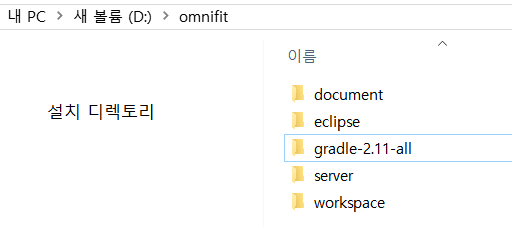 내 PC > 새 볼륨 (D:) > omnifit
이름
설치 디렉토리
document
eclipse
gradle-2.11-all
server
workspace